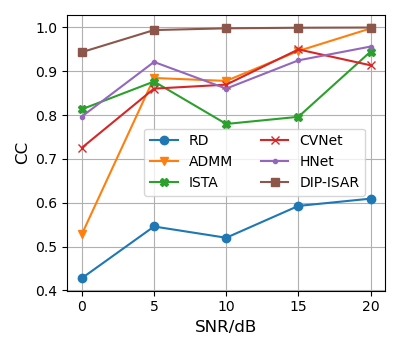 1.0
0.9
0.8
0.7
0.6
0.5
0.4
CC
RD
ADMM
ISTA
CVNet
HNet
DIP-ISAR
0 5 10 15 20
SNR/dB